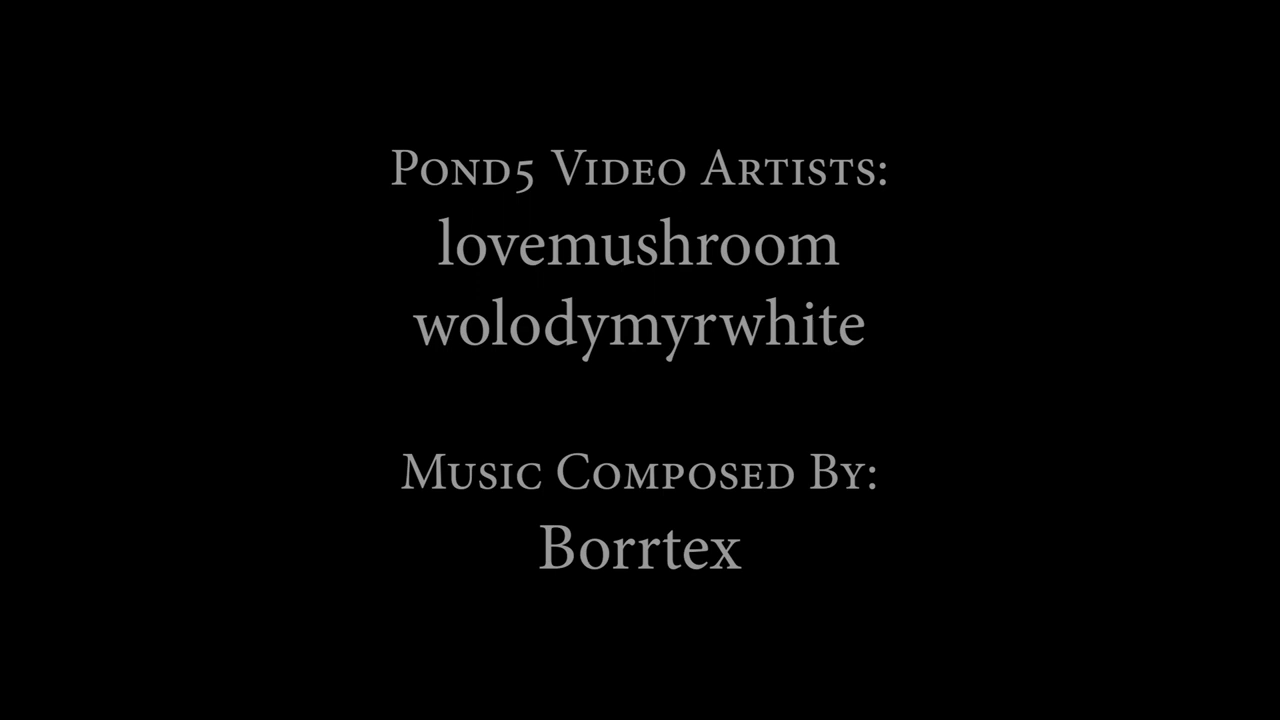 Pond5 Video Artists:
lovemushroom
wolodymyrwhite
Music Composed By:
Borrtex